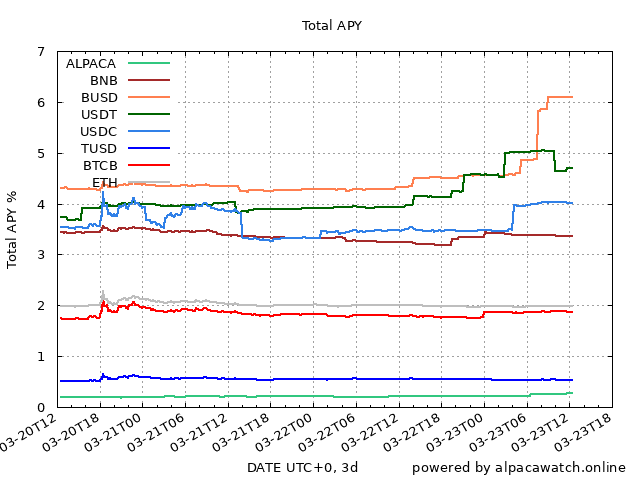 Total APY
Total APY %
7
6
5
4
3
2
1
0
ALPACA
BNB
BUSD
USDT
USDC
TUSD
BTCB
ETH
03-20T12
03-20T18
03-21T00
03-21T06
03-21T12
03-21T18
03-22T00
03-22T06
03-22T12
03-22T18
03-23T00
03-23T06
03-23T12
03-23T18
DATE UTC+0, 3d
powered by alpacawatch.online